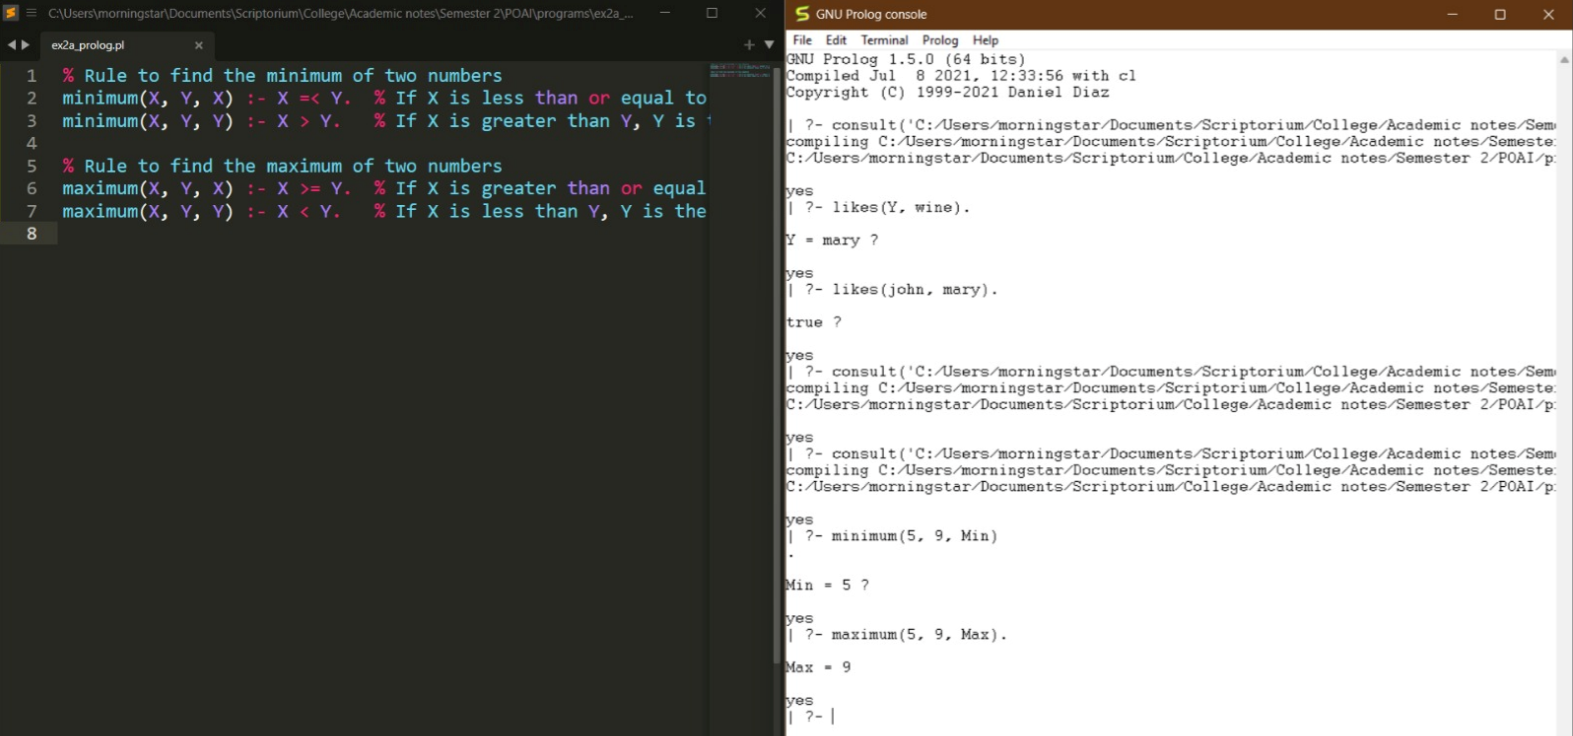 C:\Users\morningstar\Documents\Scriptorium\College\Academic notes\Semester 2\POAI\programs\ex2a_...
ex2a_prolog.pl
1 % Rule to find the minimum of two numbers
2 minimum(X, Y, X) :- X =< Y.  % If X is less than or equal to
3 minimum(X, Y, Y) :- X > Y.   % If X is greater than Y, Y is
4
5 % Rule to find the maximum of two numbers
6 maximum(X, Y, X) :- X >= Y.  % If X is greater than or equal
7 maximum(X, Y, Y) :- X < Y.   % If X is less than Y, Y is the
8
GNU Prolog console
File Edit Terminal Prolog Help
GNU Prolog 1.5.0 (64 bits)
Compiled Jul  8 2021, 12:33:56 with cl
Copyright (C) 1999-2021 Daniel Diaz
| ?- consult('C:/Users/morningstar/Documents/Scriptorium/College/Academic notes/Sem
compiling C:/Users/morningstar/Documents/Scriptorium/College/Academic notes/Semeste
C:/Users/morningstar/Documents/Scriptorium/College/Academic notes/Semester 2/POAI/p
yes
| ?- likes(Y, wine).
Y = mary ?
yes
| ?- likes(john, mary).
true ?
yes
| ?- consult('C:/Users/morningstar/Documents/Scriptorium/College/Academic notes/Sem
compiling C:/Users/morningstar/Documents/Scriptorium/College/Academic notes/Semeste
C:/Users/morningstar/Documents/Scriptorium/College/Academic notes/Semester 2/POAI/p
yes
| ?- consult('C:/Users/morningstar/Documents/Scriptorium/College/Academic notes/Sem
compiling C:/Users/morningstar/Documents/Scriptorium/College/Academic notes/Semeste
C:/Users/morningstar/Documents/Scriptorium/College/Academic notes/Semester 2/POAI/p
yes
| ?- minimum(5, 9, Min)
.
Min = 5 ?
yes
| ?- maximum(5, 9, Max).
Max = 9
yes
| ?-